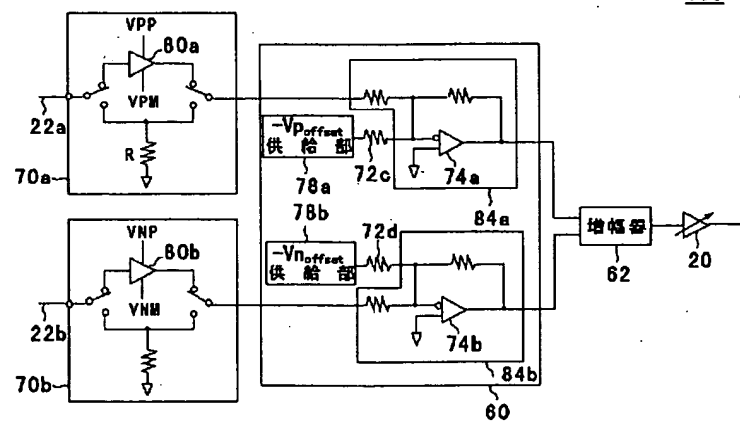 VPP
80a
22a
VPM
R
70a
-Vp offset
供給部
72c
74a
78a
84a
78b
72d
-Vn offset
供給部
VNP
80b
22b
VNM
70b
74b
84b
60
増幅器
62
20